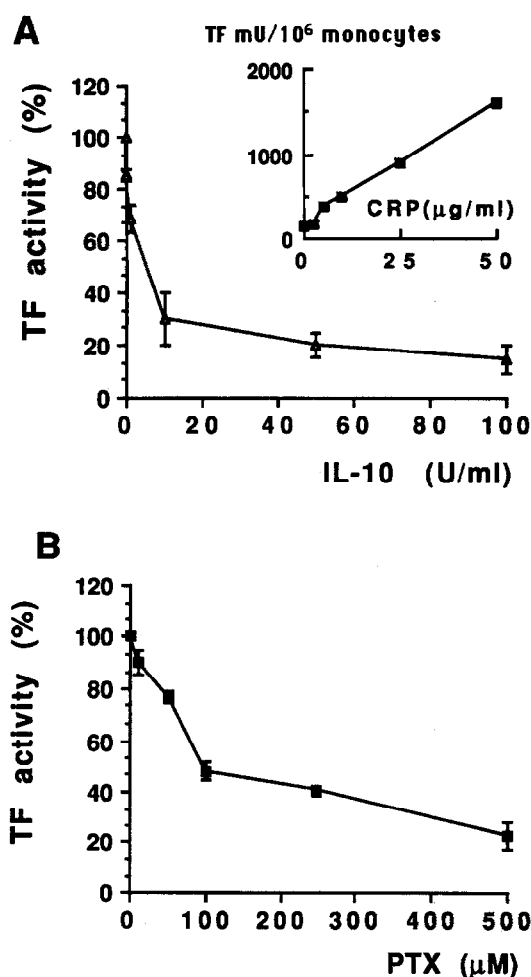 A
TF mU/10⁶ monocytes
2000
1000
0
CRP(μg/ml)
0 25 50
120
100
80
60
40
20
0
TF activity (%)
0 20 40 60 80 100
IL-10 (U/ml)
B
120
100
80
60
40
20
0
TF activity (%)
0 100 200 300 400 500
PTX (μM)